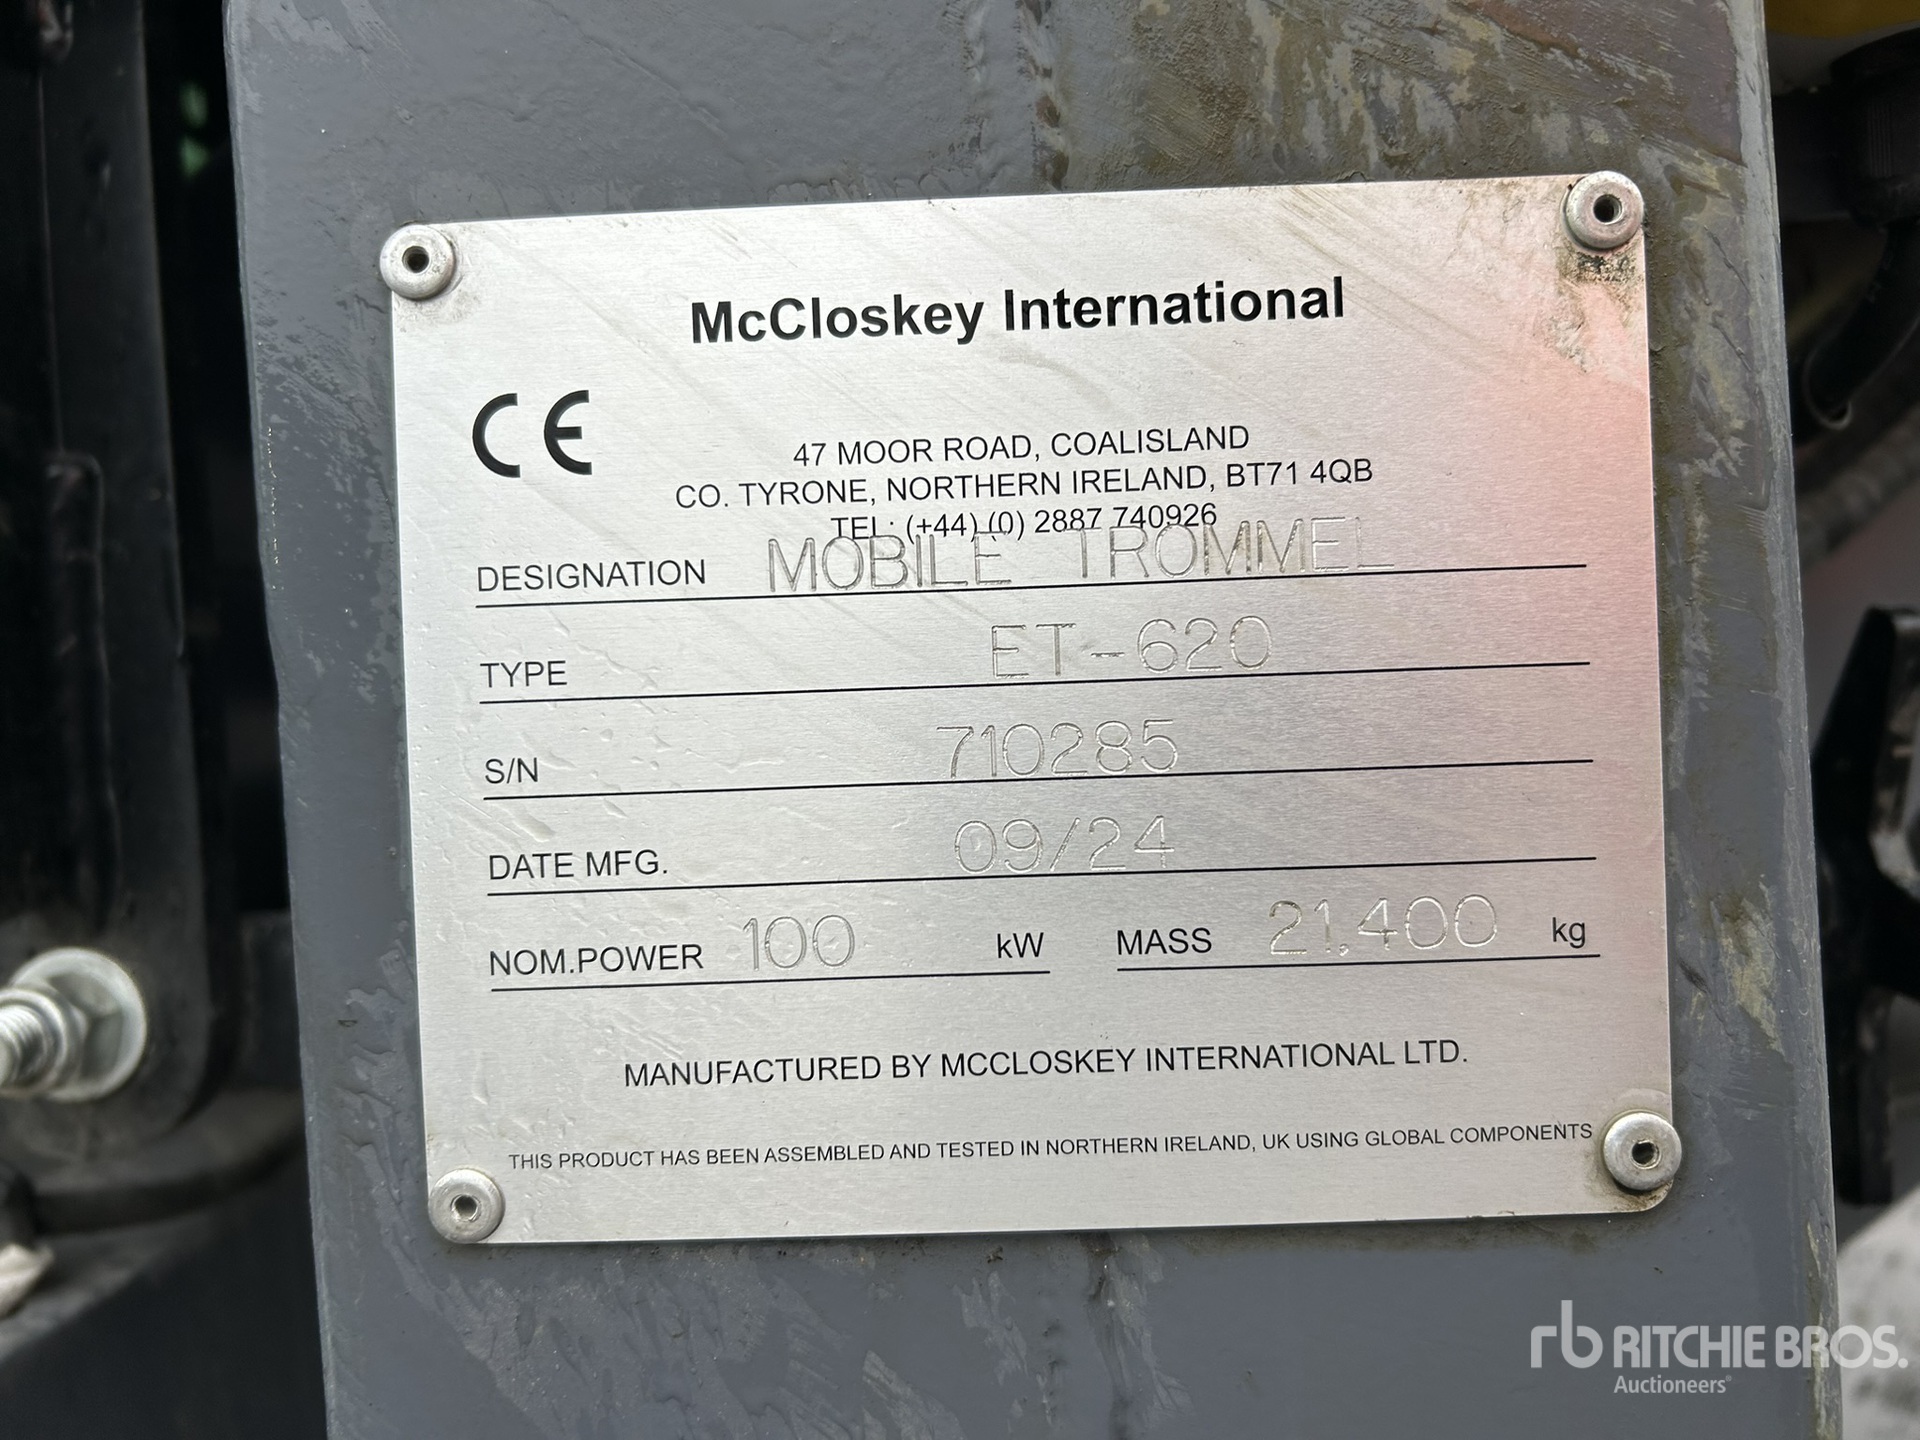 McCloskey International
CE
47 MOOR ROAD, COALISLAND
CO. TYRONE, NORTHERN IRELAND, BT71 4QB
TEL: (+44) (0) 2887 740926
DESIGNATION MOBILE TROMMEL
TYPE ET-620
S/N 710285
DATE MFG. 09/24
NOM.POWER 100 kW MASS 21,400 kg
MANUFACTURED BY MCCLOSKEY INTERNATIONAL LTD.
THIS PRODUCT HAS BEEN ASSEMBLED AND TESTED IN NORTHERN IRELAND, UK USING GLOBAL COMPONENTS
rb RITCHIE BROS.
Auctioneers